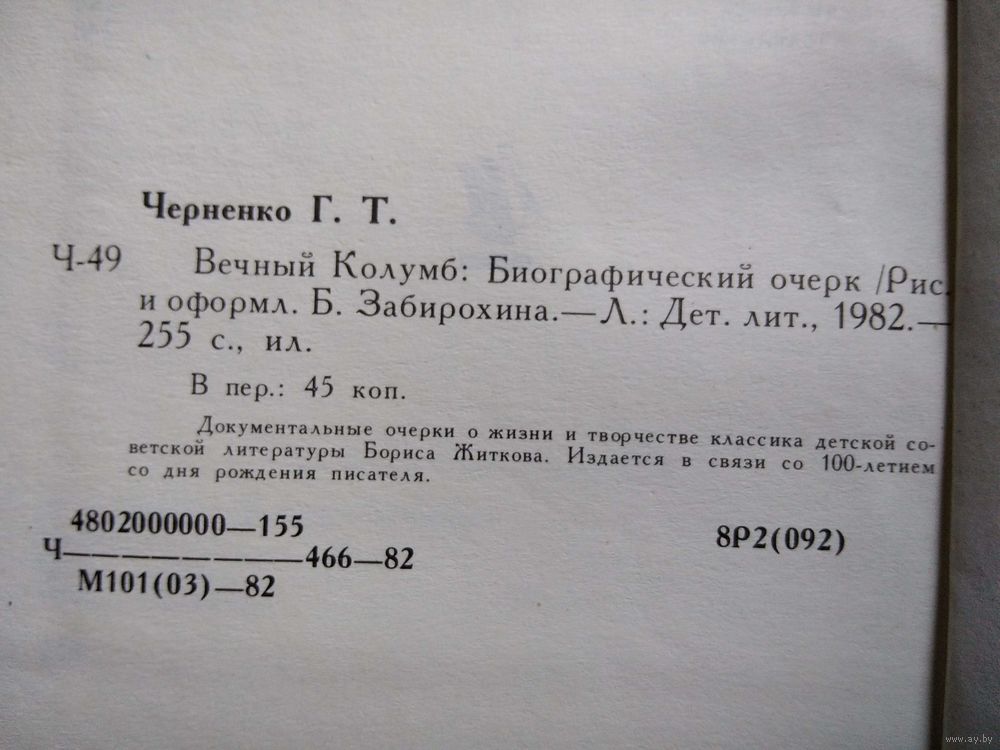 Черненко Г. Т.
Ч-49 Вечный Колумб: Биографический очерк /Рис.
и оформл. Б. Забирохина.—Л.: Дет. лит., 1982.—
255 с., ил.
В пер.: 45 коп.
Документальные очерки о жизни и творчестве классика детской со-
ветской литературы Бориса Житкова. Издается в связи со 100-летием
со дня рождения писателя.
4802000000—155
Ч————————466—82
М101(03)—82
8Р2(092)
www.ay.by